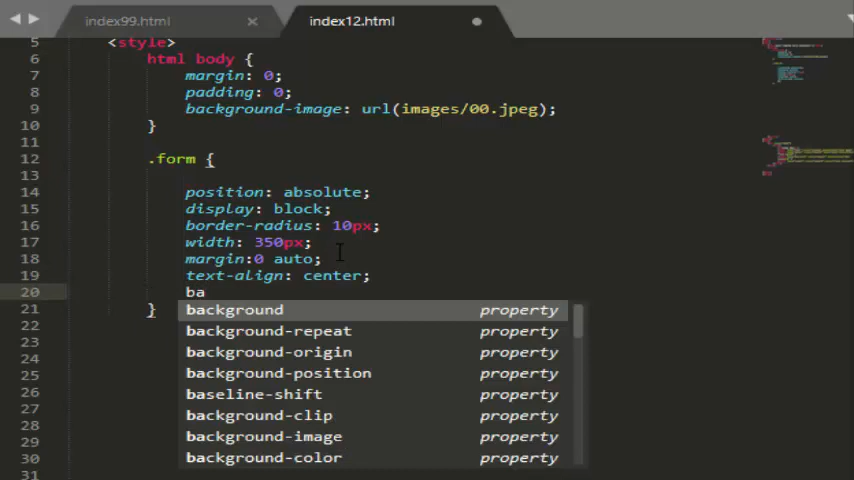 index99.html
index12.html
5 <style>
6 html body {
7 margin: 0;
8 padding: 0;
9 background-image: url(images/00.jpeg);
10 }
11
12 .form {
13
14 position: absolute;
15 display: block;
16 border-radius: 10px;
17 width: 350px;
18 margin:0 auto;
19 text-align: center;
20 ba
21 }
background property
22
background-repeat property
23
background-origin property
24
background-position property
25
baseline-shift property
26
27
background-clip property
28
background-image property
29
background-color property
30
31